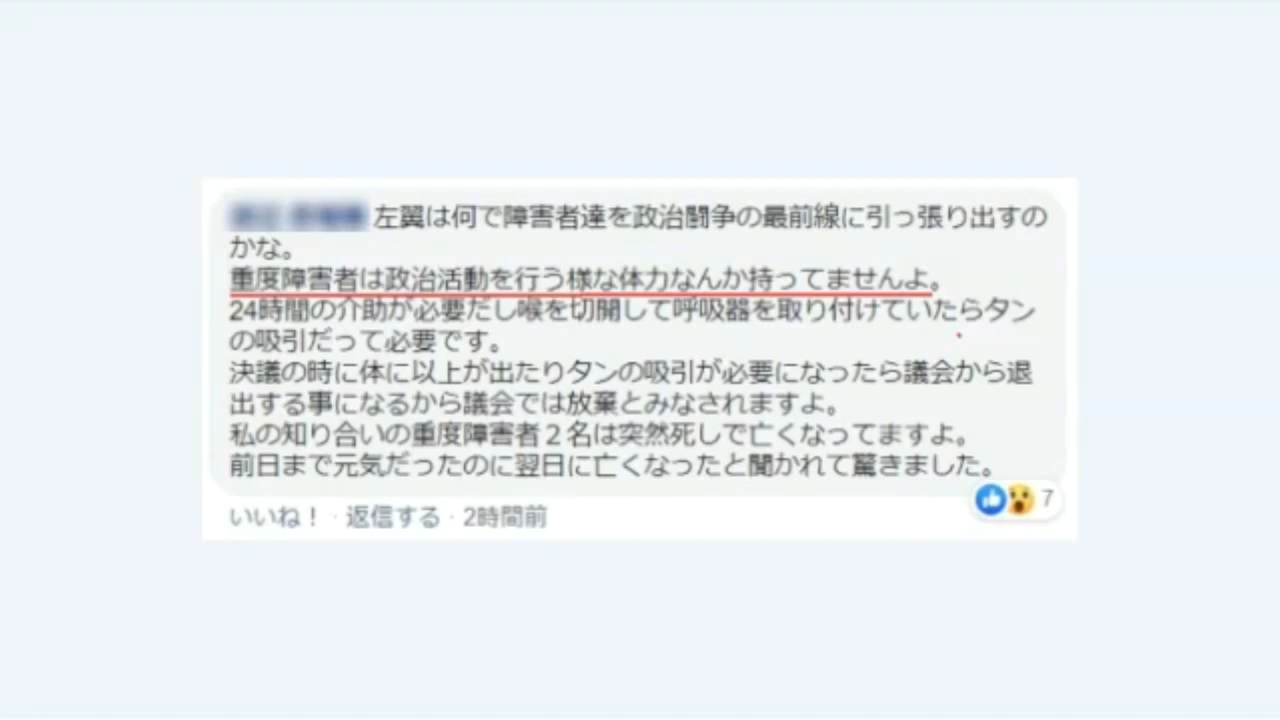 左翼は何で障害者達を政治闘争の最前線に引っ張り出すの
かな。
重度障害者は政治活動を行う様な体力なんか持ってませんよ。
24時間の介助が必要だし喉を切開して呼吸器を取り付けていたらタン
の吸引だって必要です。
決議の時に体に以上が出たりタンの吸引が必要になったら議会から退
出する事になるから議会では放棄とみなされますよ。
私の知り合いの重度障害者2名は突然死しで亡くなってますよ。
前日まで元気だったのに翌日に亡くなったと聞かれて驚きました。
7
いいね！ · 返信する · 2時間前